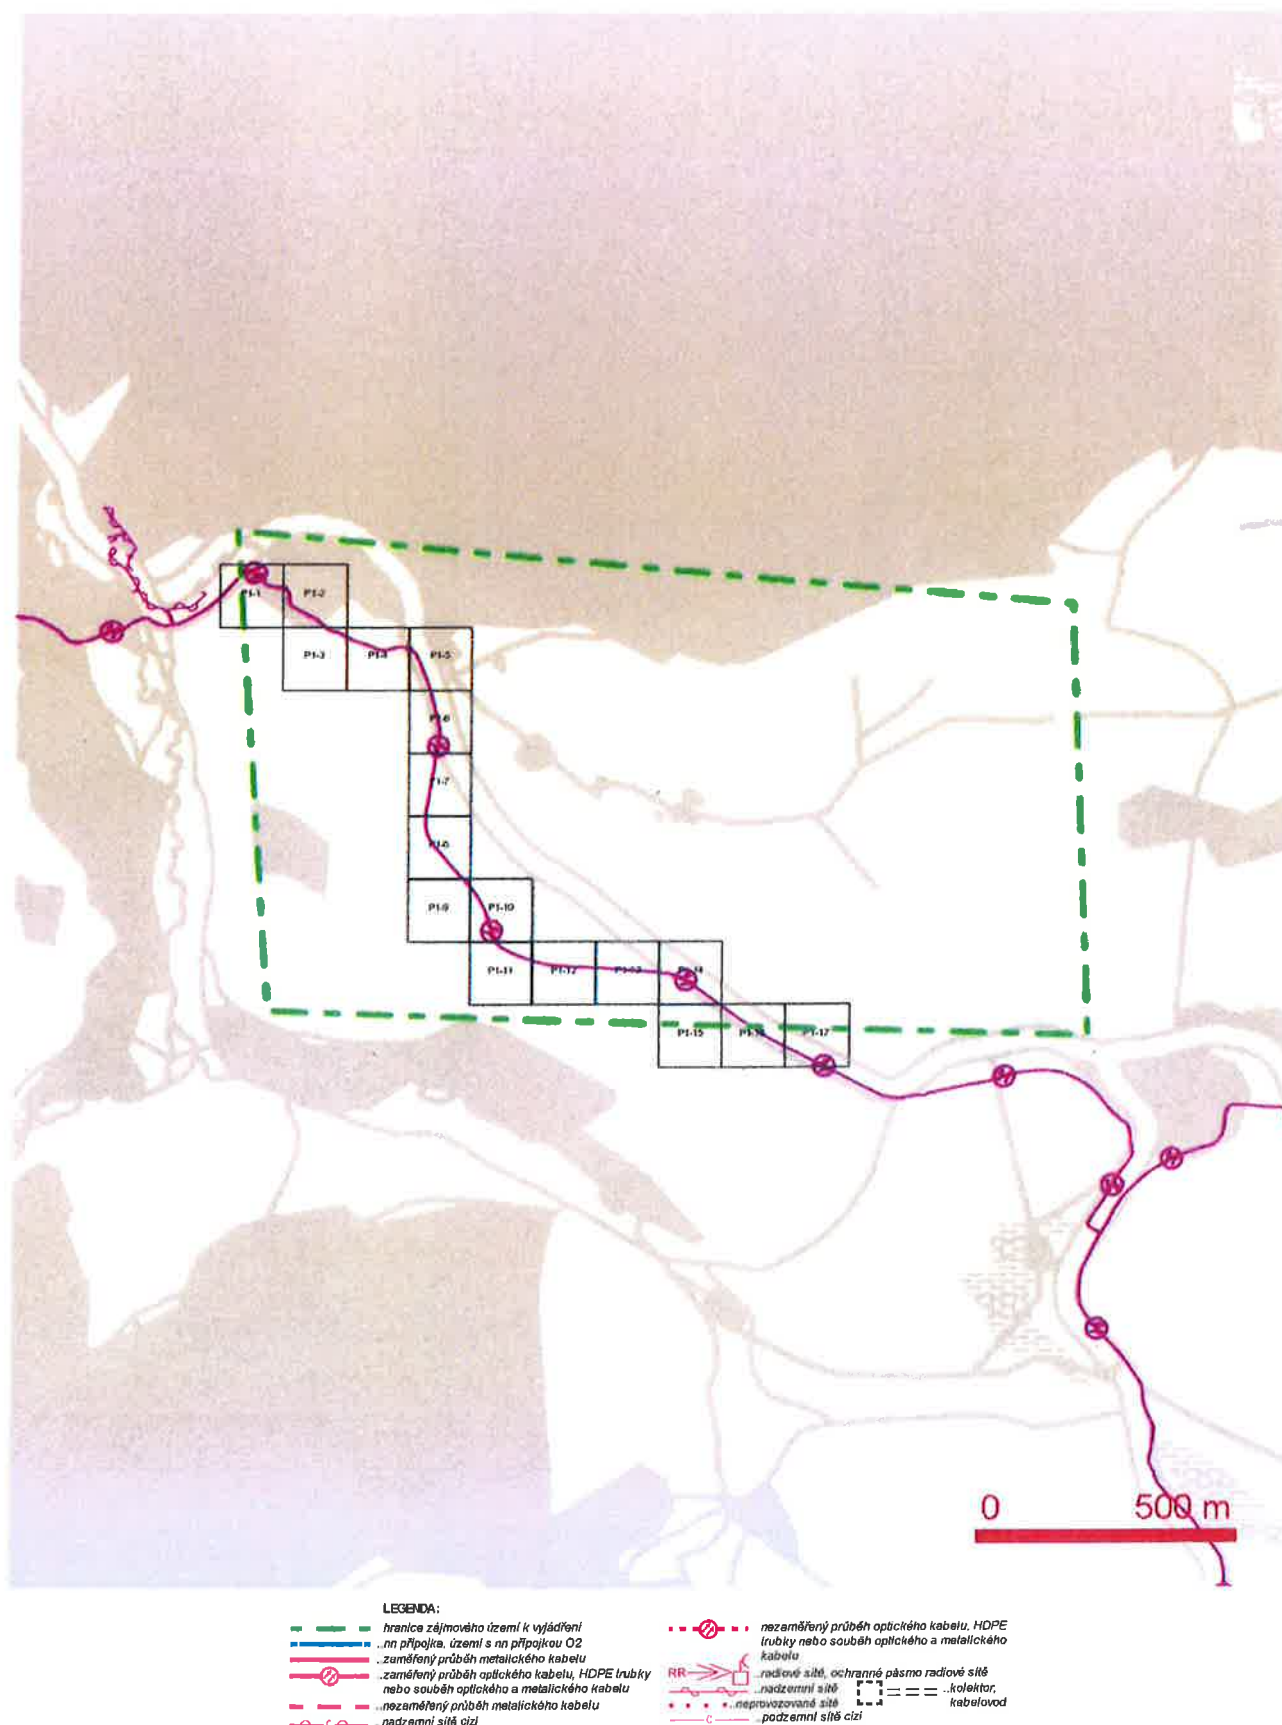 P1-1
P1-2
P1-3
P1-4
P1-5
P1-6
P1-7
P1-8
P1-9
P1-10
P1-11
P1-12
P1-13
P1-14
P1-15
P1-16
P1-17
0 500 m
LEGENDA:
hranice zájmového území k vyjádření
..nn přípojka, území s nn přípojkou O2
..zaměřený průběh metalického kabelu
..zaměřený průběh optického kabelu, HDPE trubky
nebo souběh optického a metalického kabelu
..nezaměřený průběh metalického kabelu
..nadzemní sítě cizí
nezaměřený průběh optického kabelu, HDPE
trubky nebo souběh optického a metalického
kabelu
RR ..radiové sítě, ochranné pásmo radiové sítě
..nadzemní sítě
..neprovozované sítě
..kolektor,
kabelovod
C ..podzemní sítě cizí